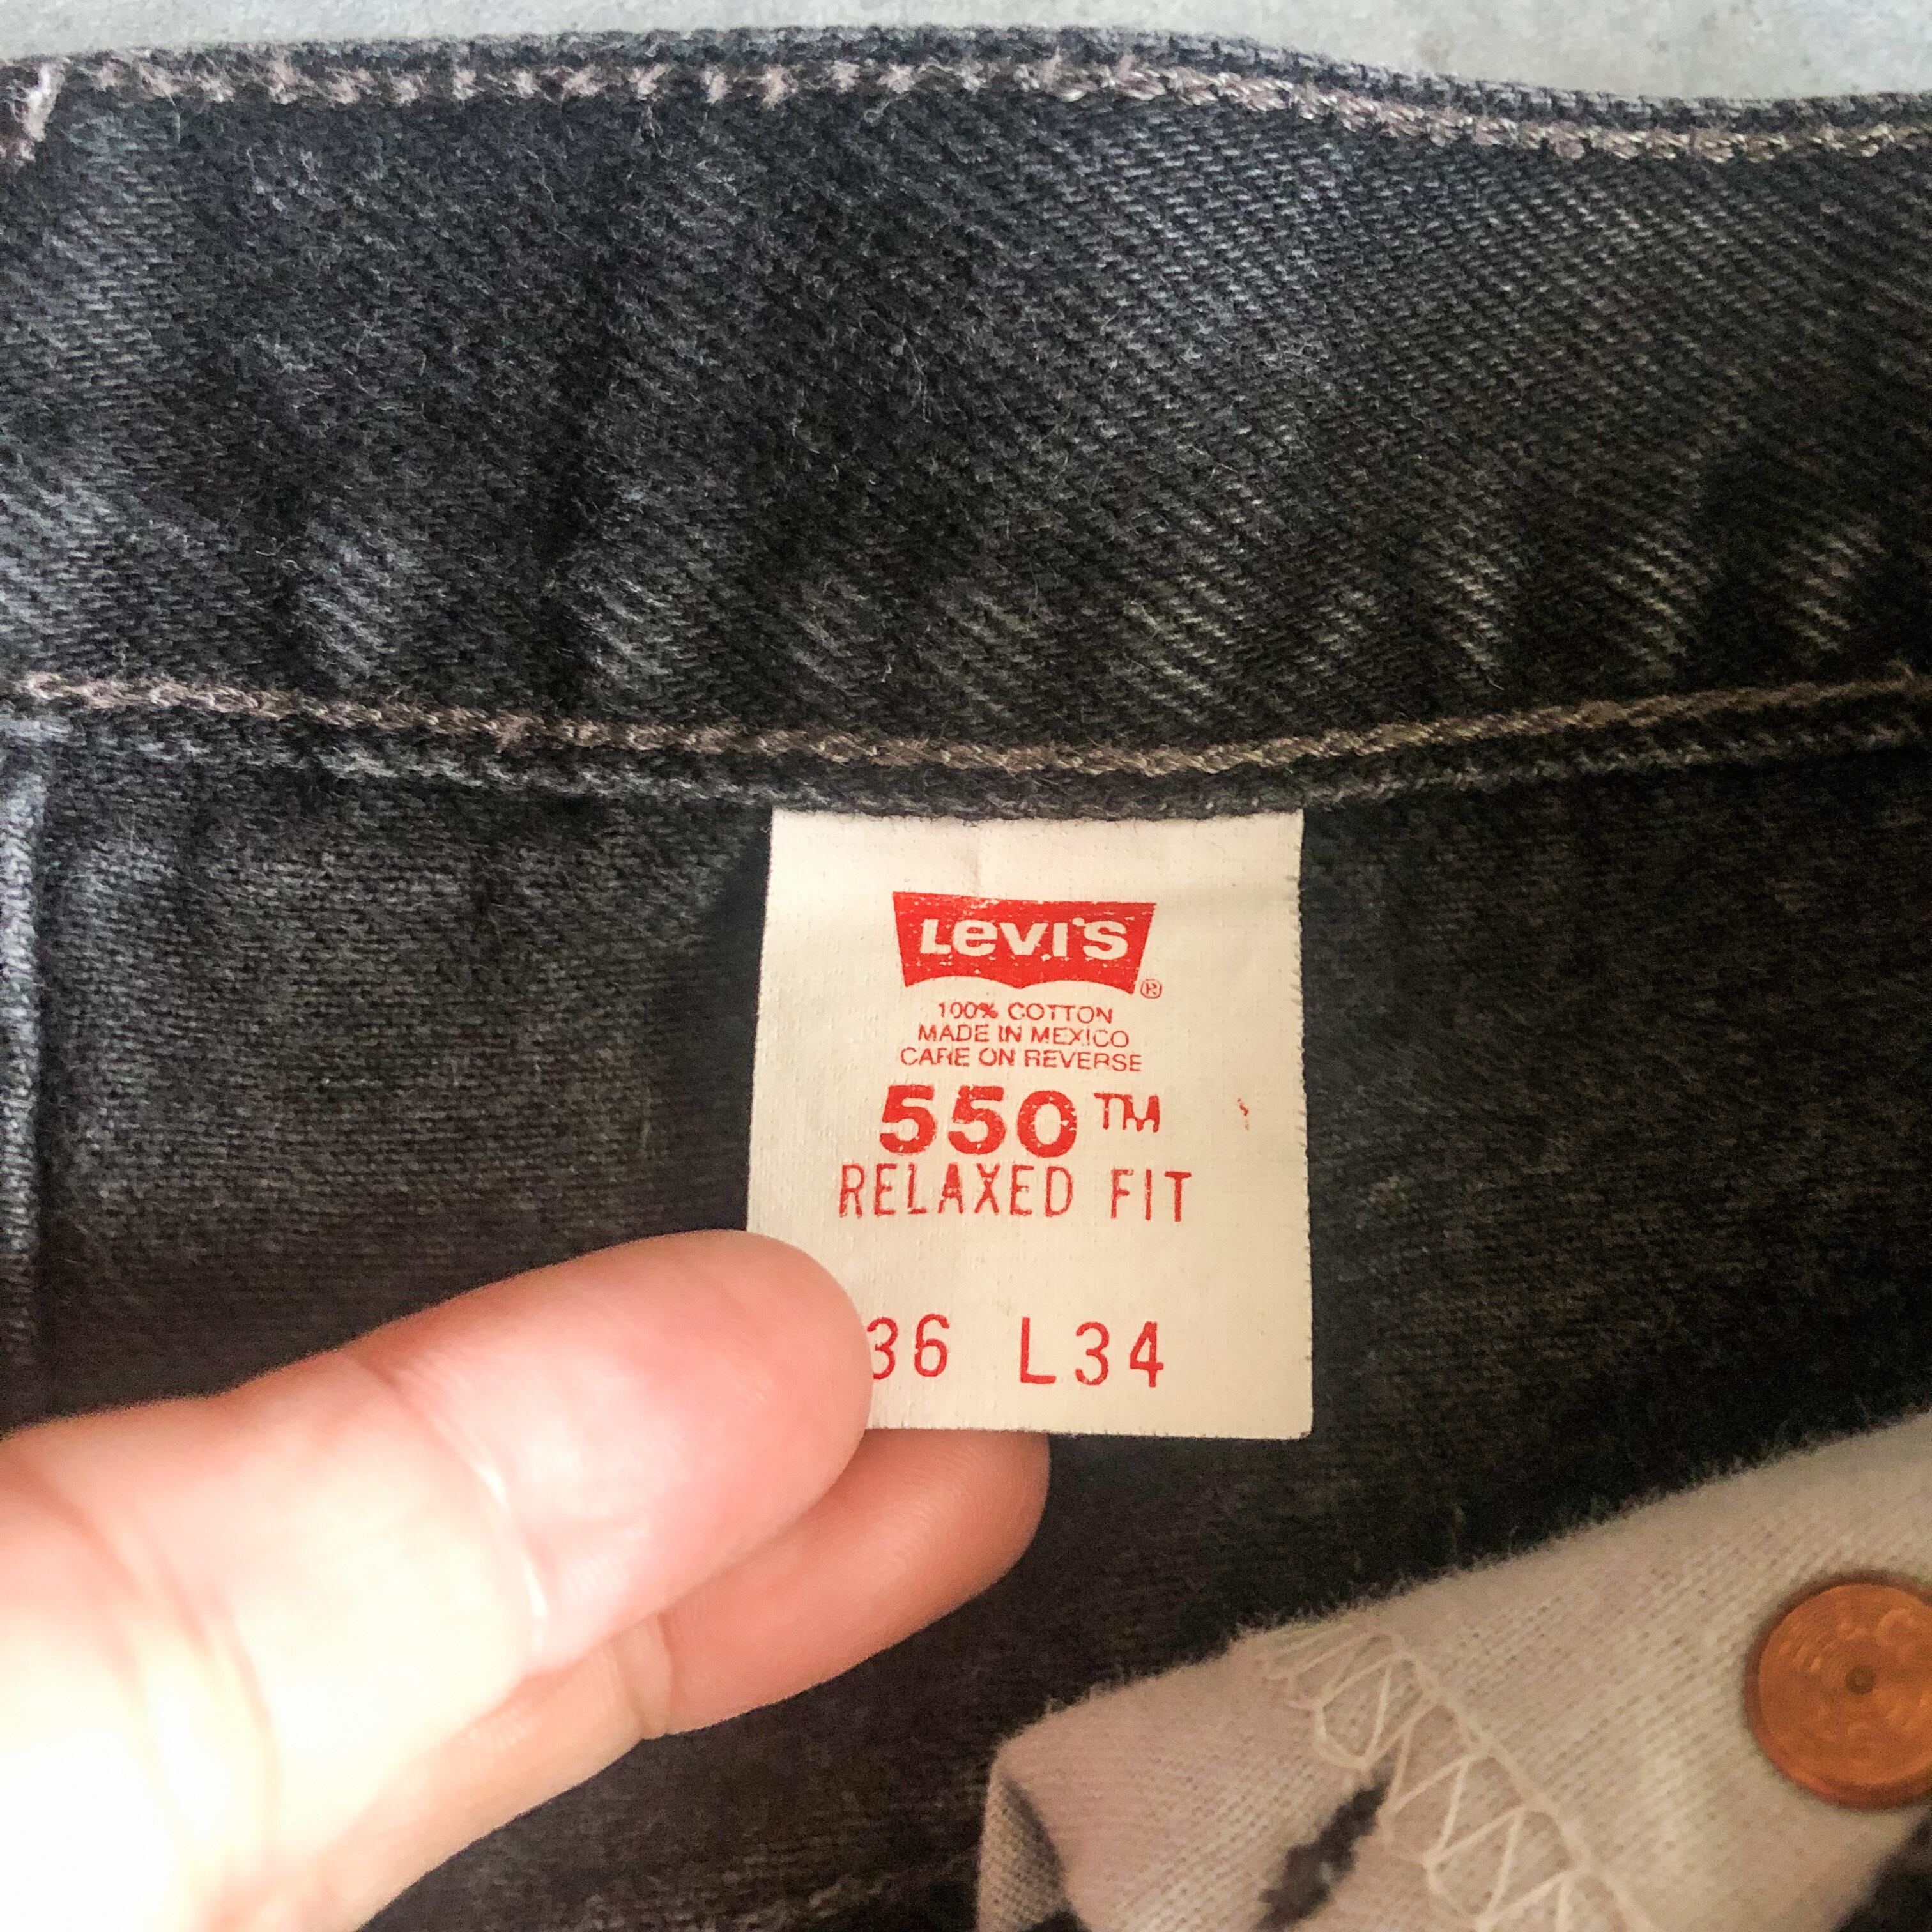 Levi's ®
100% COTTON
MADE IN MEXICO
CARE ON REVERSE
550™
RELAXED FIT
36 L34